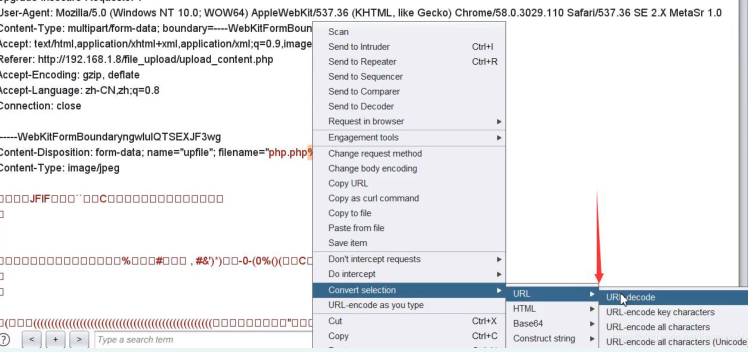 User-Agent: Mozilla/5.0 (Windows NT 10.0; WOW64) AppleWebKit/537.36 (KHTML, like Gecko) Chrome/58.0.3029.110 Safari/537.36 SE 2.X MetaSr 1.0
Content-Type: multipart/form-data; boundary=----WebKitFormBoun
Accept: text/html,application/xhtml+xml,application/xml;q=0.9,image
Referer: http://192.168.1.8/file_upload/upload_content.php
Accept-Encoding: gzip, deflate
Accept-Language: zh-CN,zh;q=0.8
Connection: close
Content-Disposition: form-data; name="upfile"; filename="php.php%
Content-Type: image/jpeg
JFIF
Scan
Send to Intruder Ctrl+I
Send to Repeater Ctrl+R
Send to Sequencer
Send to Comparer
Send to Decoder
Request in browser
Engagement tools
Change request method
Change body encoding
Copy URL
Copy as curl command
Copy to file
Paste from file
Save item
Don't intercept requests
Do intercept
Convert selection
URL-encode as you type
Cut Ctrl+X
Copy Ctrl+C
URL
HTML
Base64
Construct string
URL-decode
URL-encode key characters
URL-encode all characters
URL-encode all characters (Unicode
? < + > Type a search term